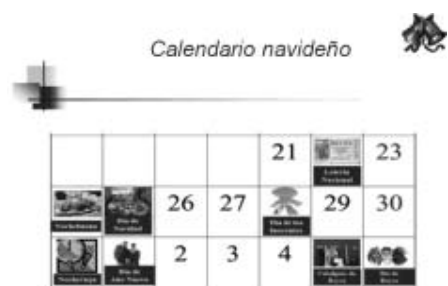 Calendario navideño
21
Lotería
Nacional
23
Nochebuena
Día de
Navidad
26
27
Día de los
Inocentes
29
30
Nochevieja
Día de
Año Nuevo
2
3
4
Cabalgata de
Reyes
Día de
Reyes